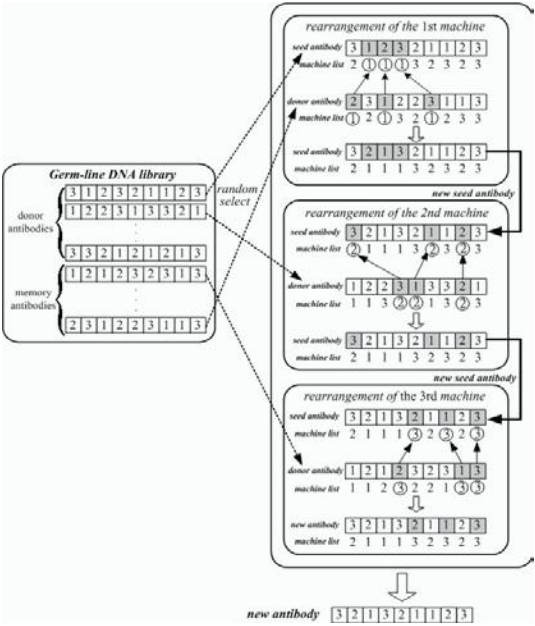 Germ-line DNA library
3 1 2 3 2 1 1 2 3
1 2 2 3 1 3 3 2 1
donor
antibodies
3 3 2 1 2 1 2 1 3
1 2 1 2 3 2 3 1 3
memory
antibodies
2 3 1 2 2 3 1 1 3
random
select
rearrangement of the 1st machine
seed antibody 3 1 2 3 2 1 1 2 3
machine list 2 1 1 1 3 2 3 2 3
donor antibody 2 3 1 2 2 3 1 1 3
machine list 1 2 1 3 2 1 2 3 3
seed antibody 3 2 1 3 2 1 1 2 3
machine list 2 1 1 1 3 2 3 2 3
new seed antibody
rearrangement of the 2nd machine
seed antibody 3 2 1 3 2 1 1 2 3
machine list 2 1 1 1 3 2 3 2 3
donor antibody 1 2 2 3 1 3 3 2 1
machine list 1 1 3 2 2 1 3 2 3
seed antibody 3 2 1 3 2 1 1 2 3
machine list 2 1 1 1 3 2 3 2 3
new seed antibody
rearrangement of the 3rd machine
seed antibody 3 2 1 3 2 1 1 2 3
machine list 2 1 1 1 3 2 3 2 3
donor antibody 1 2 1 2 3 2 3 1 3
machine list 1 1 2 3 2 2 1 3 3
new antibody 3 2 1 3 2 1 1 2 3
machine list 2 1 1 1 3 2 3 2 3
new antibody 3 2 1 3 2 1 1 2 3